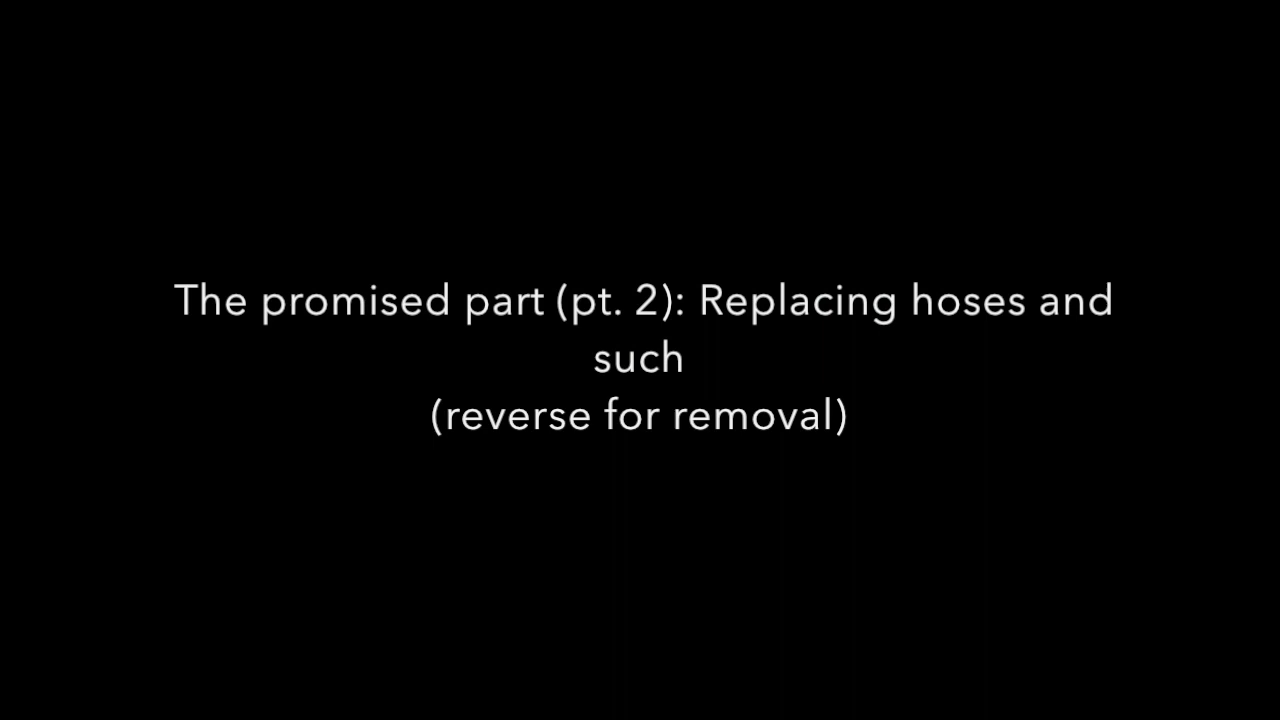 The promised part (pt. 2): Replacing hoses and
such
(reverse for removal)